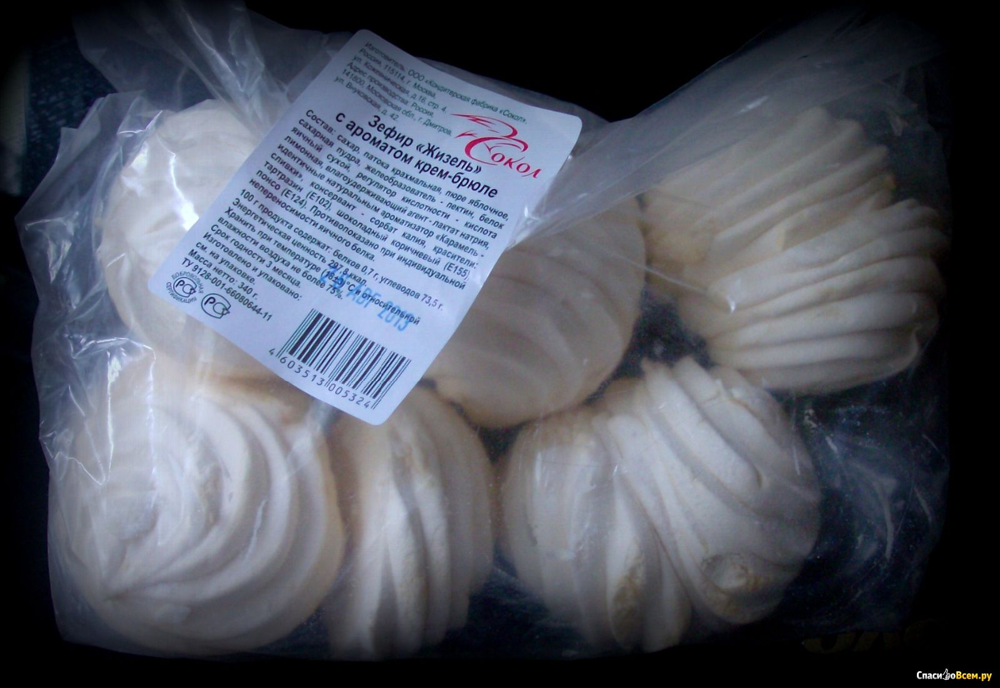 Изготовитель: ООО «Кондитерская фабрика «Сокол»,
Россия, 115114, г. Москва,
ул. Кожевническая, д.16, стр. 4.
Адрес производства: Россия,
141800, Московская обл., г. Дмитров,
ул. Внуковская, д. 42.
Сокол
Зефир «Жизель»
с ароматом крем-брюле
Состав: сахар, патока крахмальная, пюре яблочное,
сахарная пудра, желеобразователь - пектин, белок
яичный сухой, регулятор кислотности - кислота
лимонная, влагоудерживающий агент - лактат натрия,
идентичный натуральным ароматизатор «Карамель -
сливки», консервант - сорбат калия, красители:
тартразин (Е102), шоколадный коричневый (Е155),
понсо (Е124). Противопоказано при индивидуальной
непереносимости яичного белка.
100 г продукта содержат: белков 0,7 г, углеводов 73,5 г.
Энергетическая ценность ккал.
Хранить при температуре (18±3)°С и относительной
влажности воздуха не более 75%.
Срок годности 3 месяца.
Изготовлено и упаковано:
см. на упаковке.
АВГ 2013
Масса нетто: 340 г.
ТУ 9128-001-66080644-11
ДОБРОВОЛЬНАЯ
СЕРТИФИКАЦИЯ
4 603513 005324
СпасиboВсем.ру